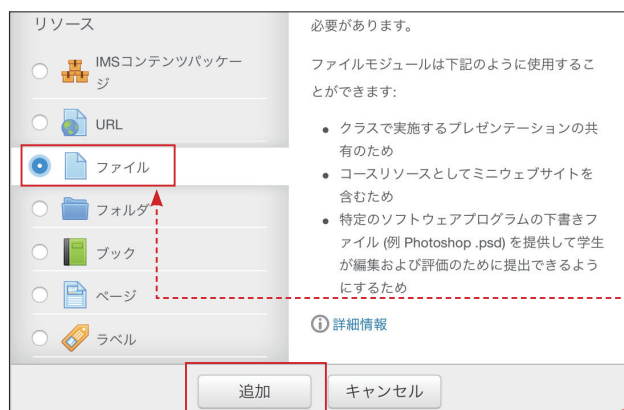 リソース
IMSコンテンツパッケー
ジ
URL
ファイル
フォルダ
ブック
ページ
ラベル
必要があります。
ファイルモジュールは下記のように使用するこ
とができます:
• クラスで実施するプレゼンテーションの共
有のため
• コースリソースとしてミニウェブサイトを
含むため
• 特定のソフトウェアプログラムの下書きフ
ァイル (例 Photoshop .psd) を提供して学生
が編集および評価のために提出できるよう
にするため
詳細情報
追加
キャンセル